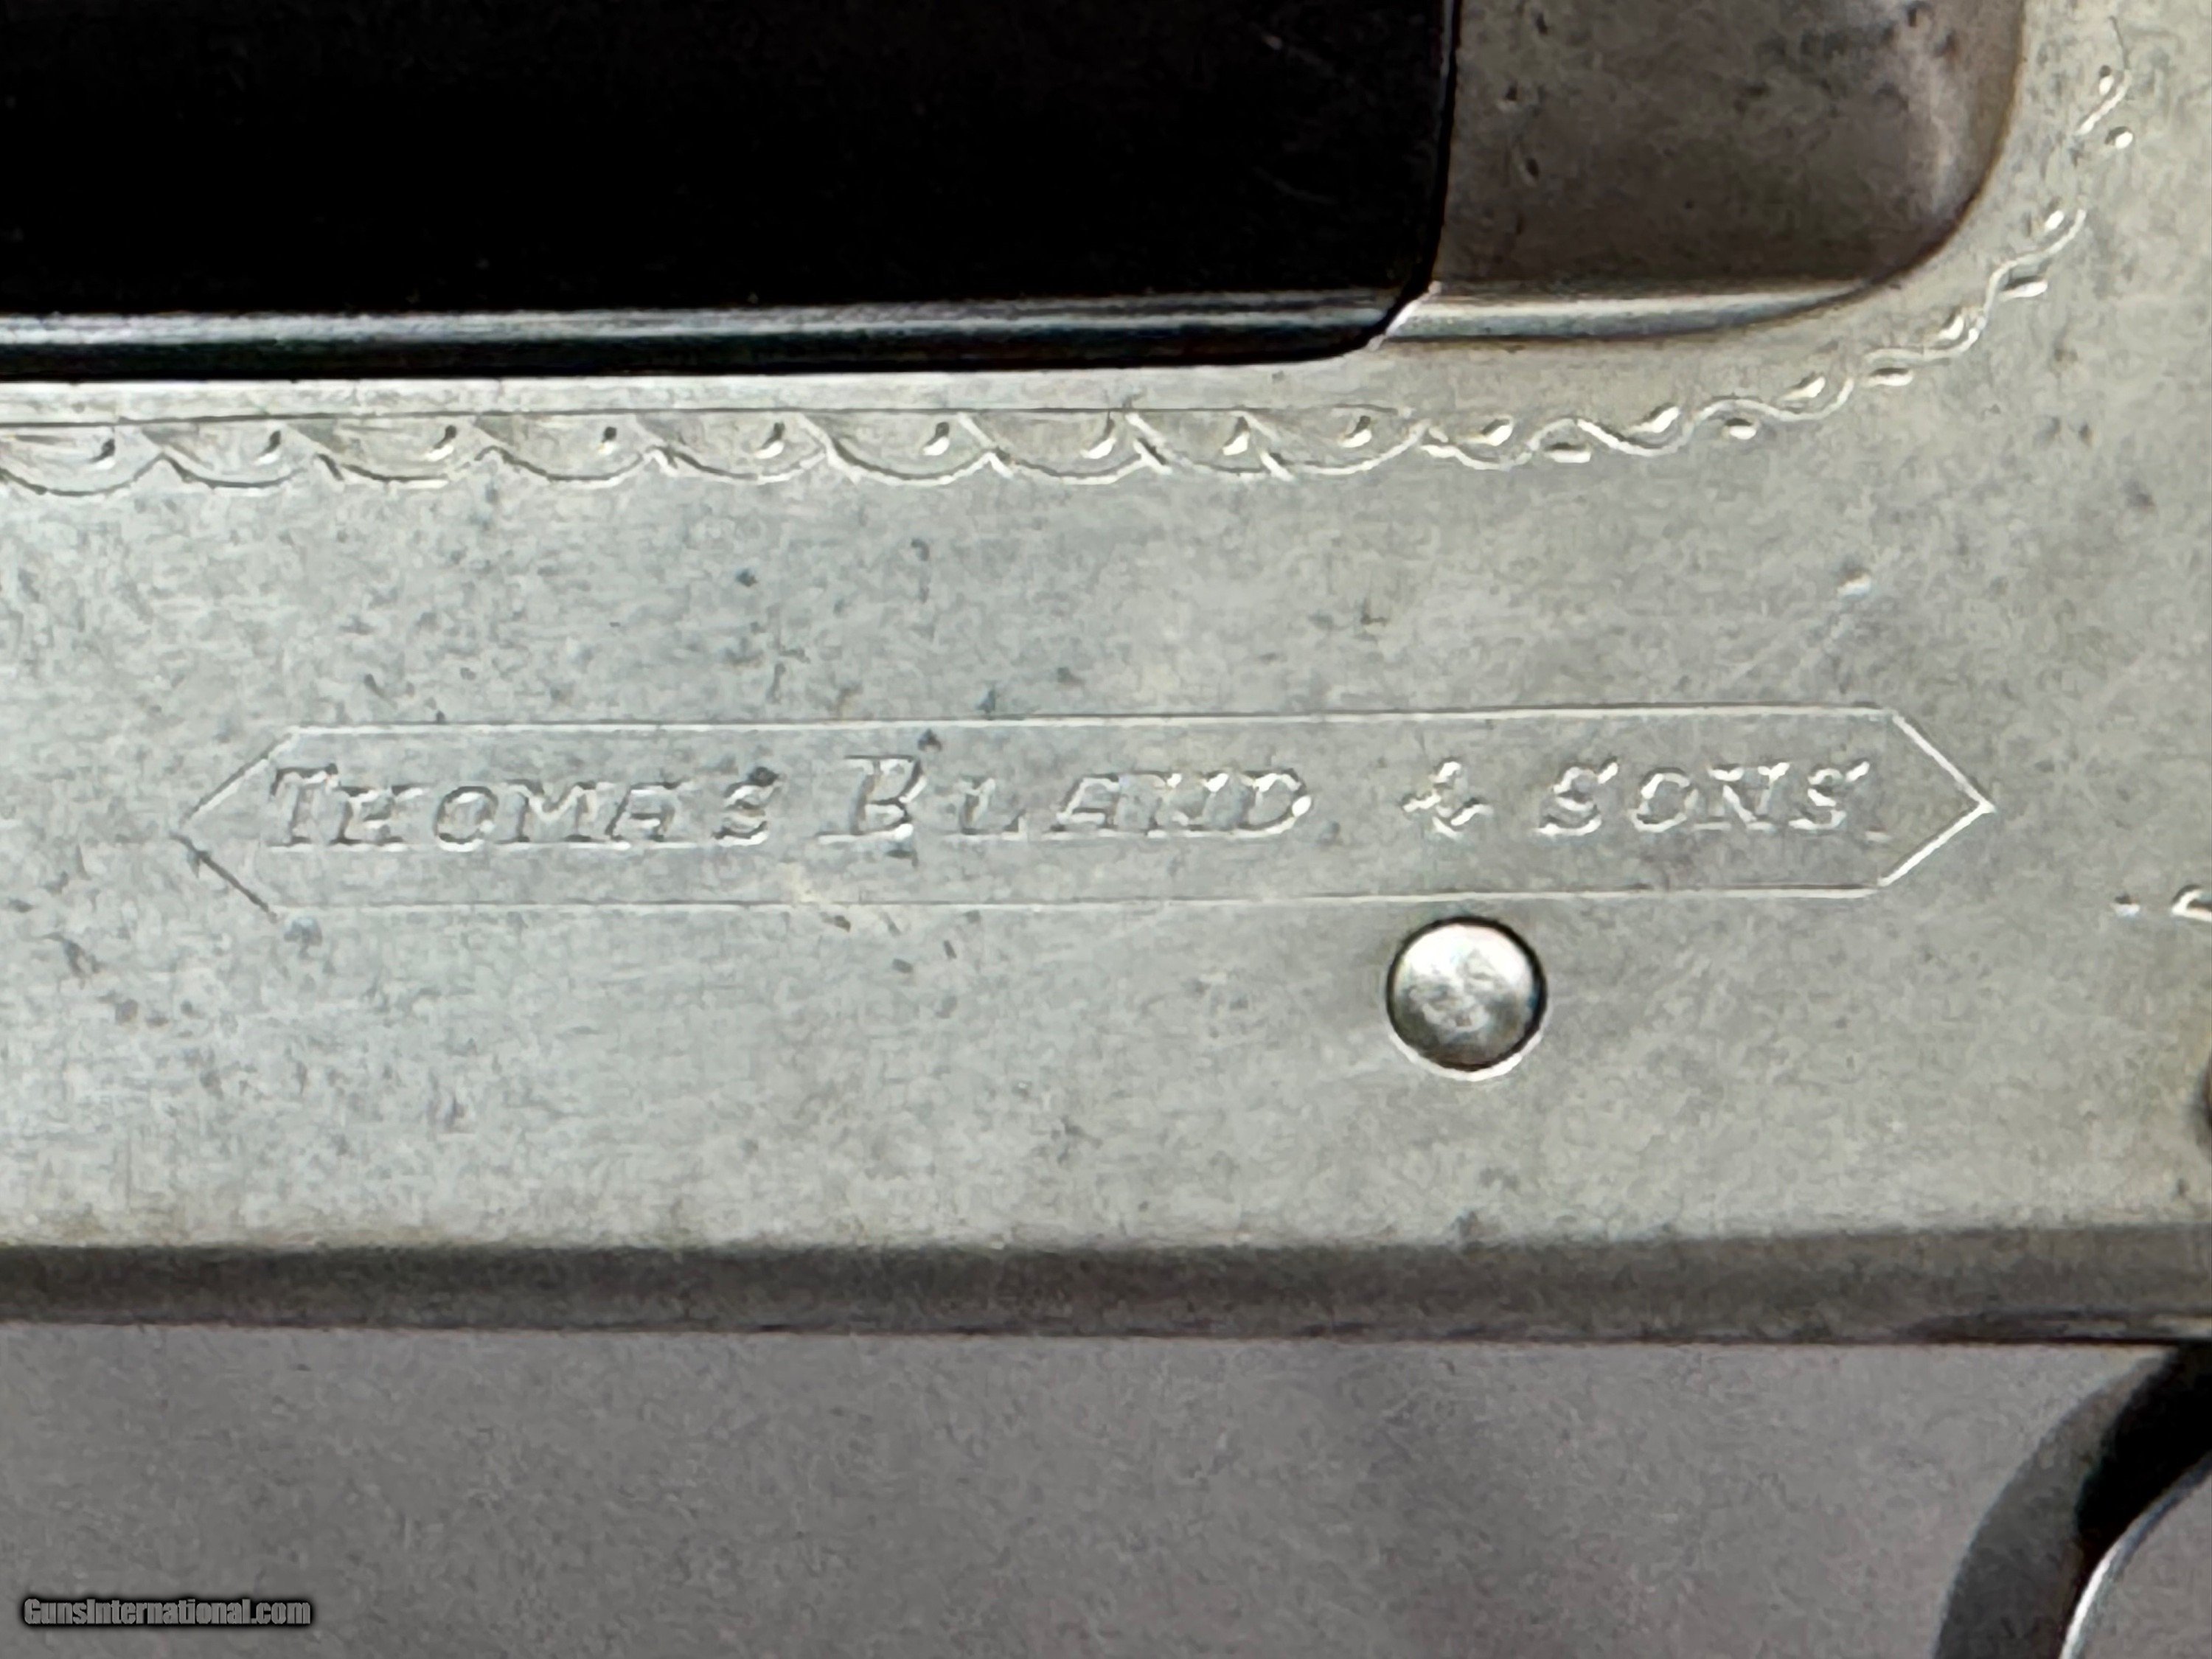 THOMAS BLAND & SONS.
GunsInternational.com